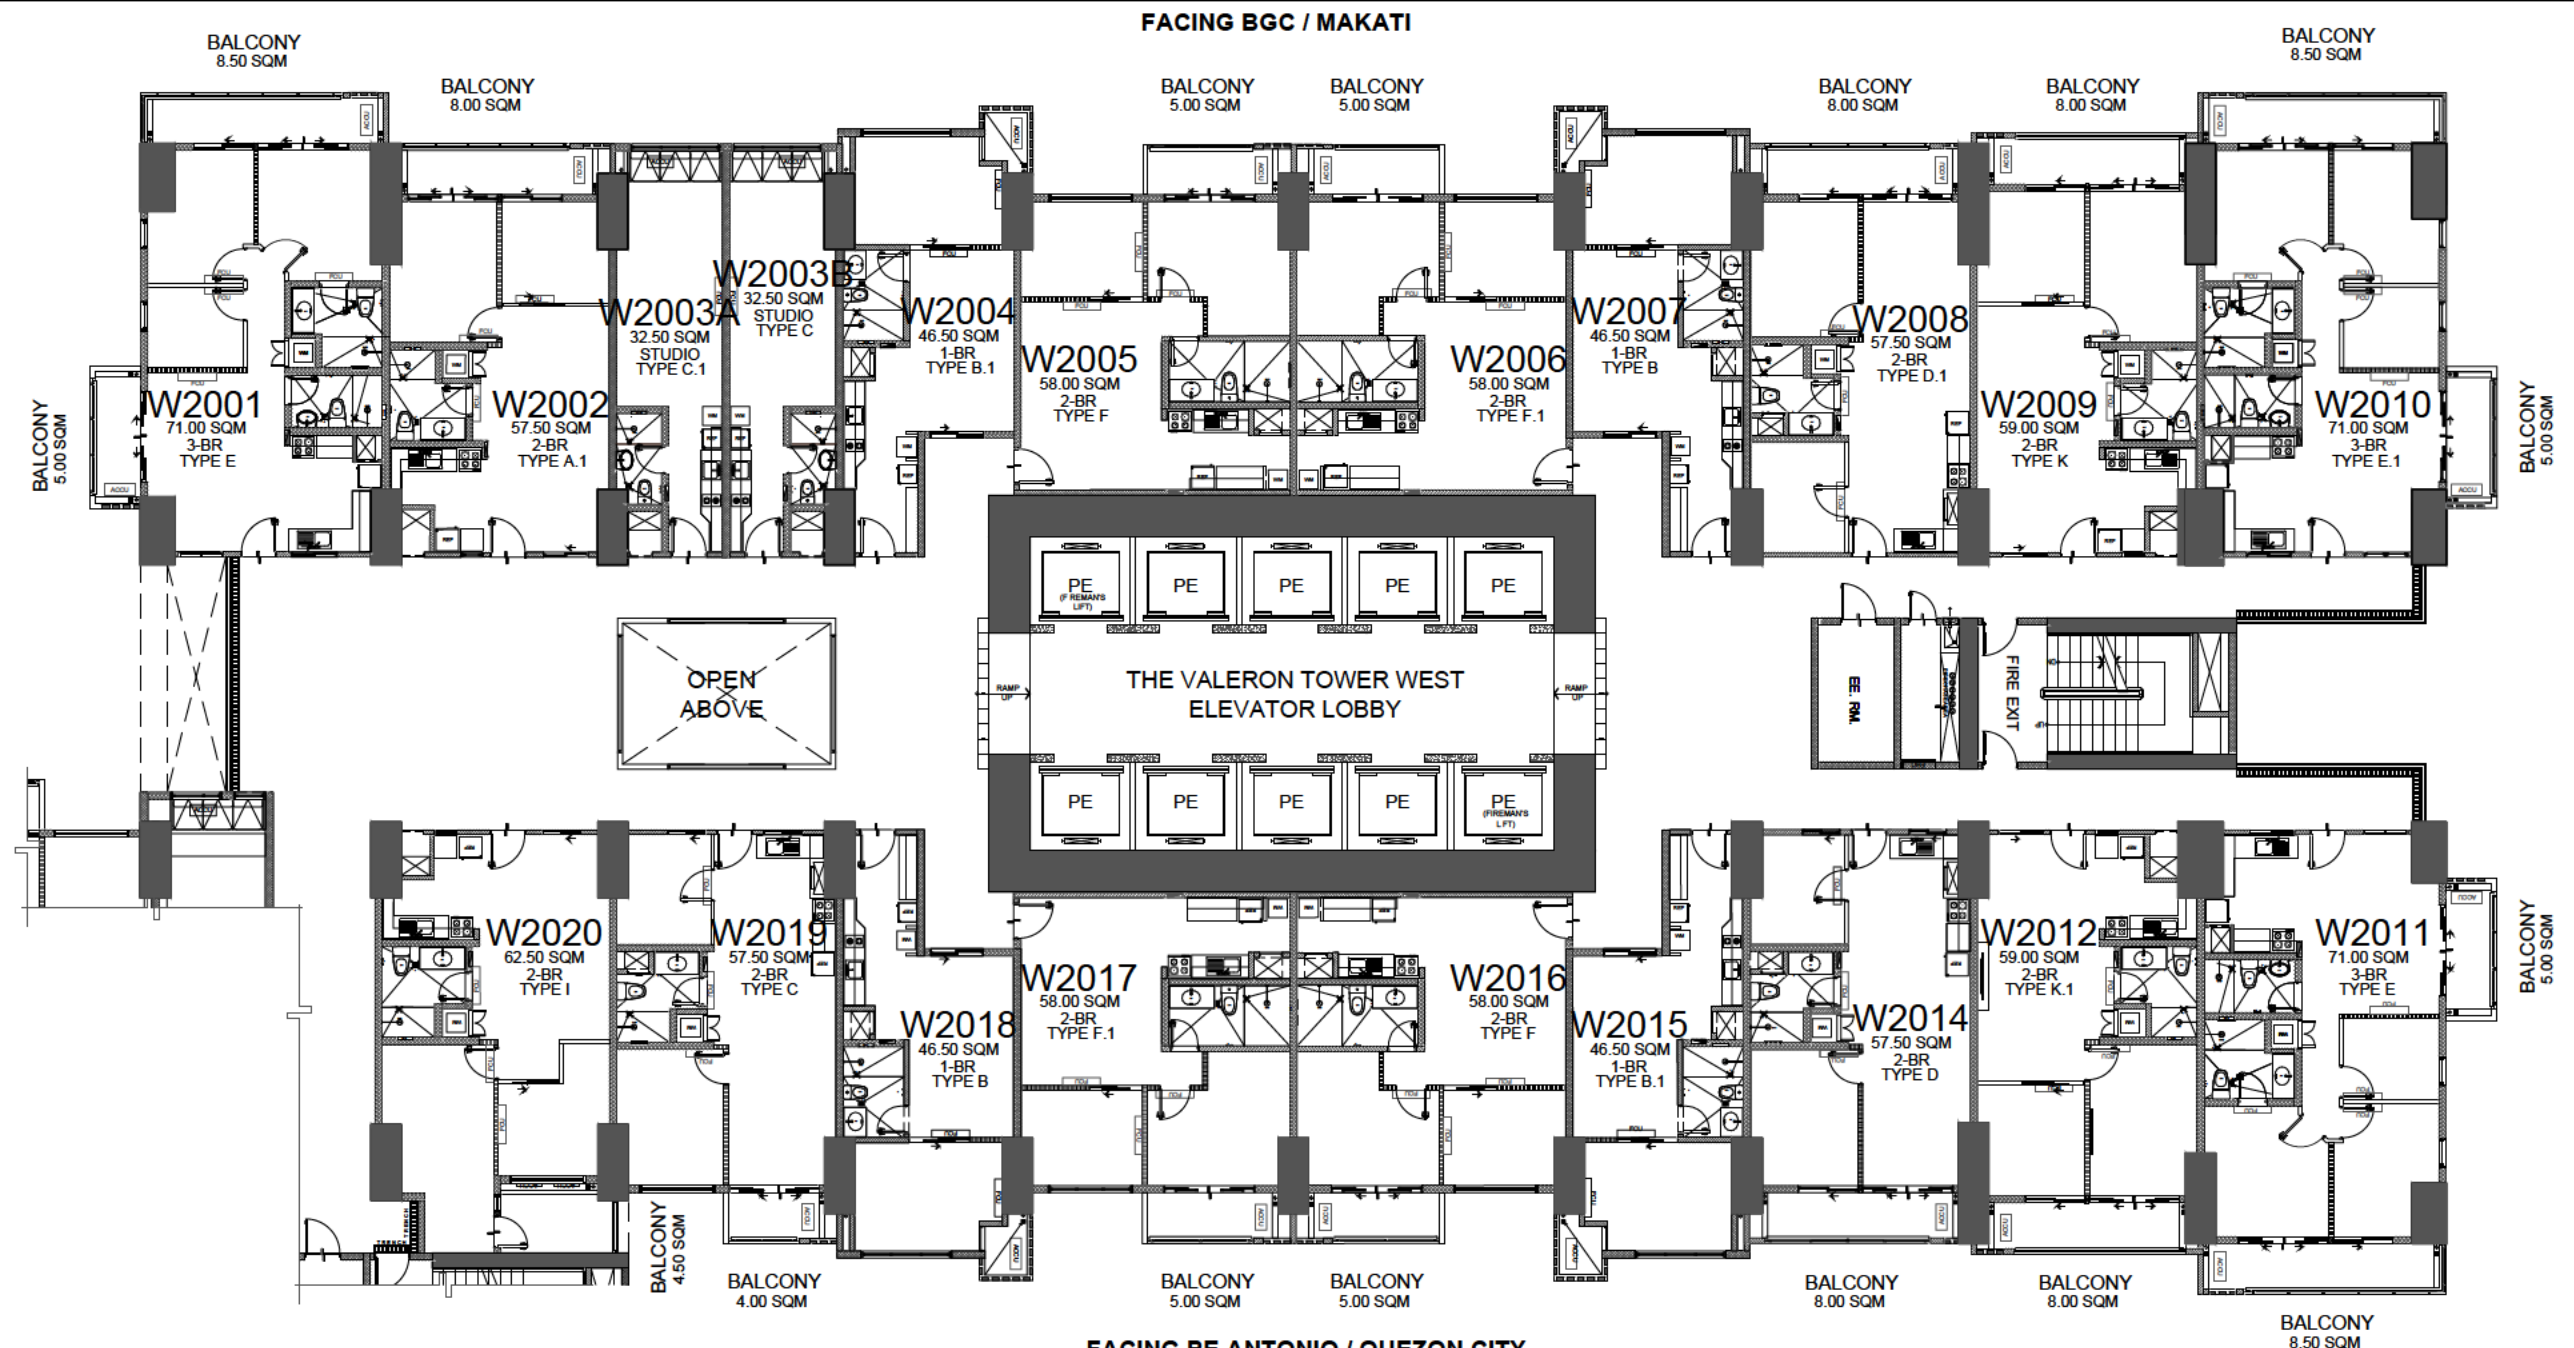 FACING BGC / MAKATI
BALCONY
8.50 SQM
BALCONY
8.00 SQM
BALCONY
5.00 SQM
BALCONY
5.00 SQM
BALCONY
8.00 SQM
BALCONY
8.00 SQM
BALCONY
8.50 SQM
BALCONY
5.00 SQM
W2001
71.00 SQM
3-BR
TYPE E
W2002
57.50 SQM
2-BR
TYPE A.1
W2003A
32.50 SQM
STUDIO
TYPE C.1
W2003B
32.50 SQM
STUDIO
TYPE C
W2004
46.50 SQM
1-BR
TYPE B.1
W2005
58.00 SQM
2-BR
TYPE F
W2006
58.00 SQM
2-BR
TYPE F.1
W2007
46.50 SQM
1-BR
TYPE B
W2008
57.50 SQM
2-BR
TYPE D.1
W2009
59.00 SQM
2-BR
TYPE K
W2010
71.00 SQM
3-BR
TYPE E.1
BALCONY
5.00 SQM
PE
(F REMAN'S
LIFT)
PE
PE
PE
PE
OPEN
ABOVE
RAMP
UP
THE VALERON TOWER WEST
ELEVATOR LOBBY
RAMP
UP
EE. RM.
FIRE EXIT
DN
UP
PE
PE
PE
PE
PE
(FIREMAN'S
L FT)
W2020
62.50 SQM
2-BR
TYPE I
W2019
57.50 SQM
2-BR
TYPE C
W2018
46.50 SQM
1-BR
TYPE B
W2017
58.00 SQM
2-BR
TYPE F.1
W2016
58.00 SQM
2-BR
TYPE F
W2015
46.50 SQM
1-BR
TYPE B.1
W2014
57.50 SQM
2-BR
TYPE D
W2012
59.00 SQM
2-BR
TYPE K.1
W2011
71.00 SQM
3-BR
TYPE E
BALCONY
5.00 SQM
TRENCH
TRENCH
BALCONY
4.50 SQM
BALCONY
4.00 SQM
BALCONY
5.00 SQM
BALCONY
5.00 SQM
BALCONY
8.00 SQM
BALCONY
8.00 SQM
BALCONY
8.50 SQM